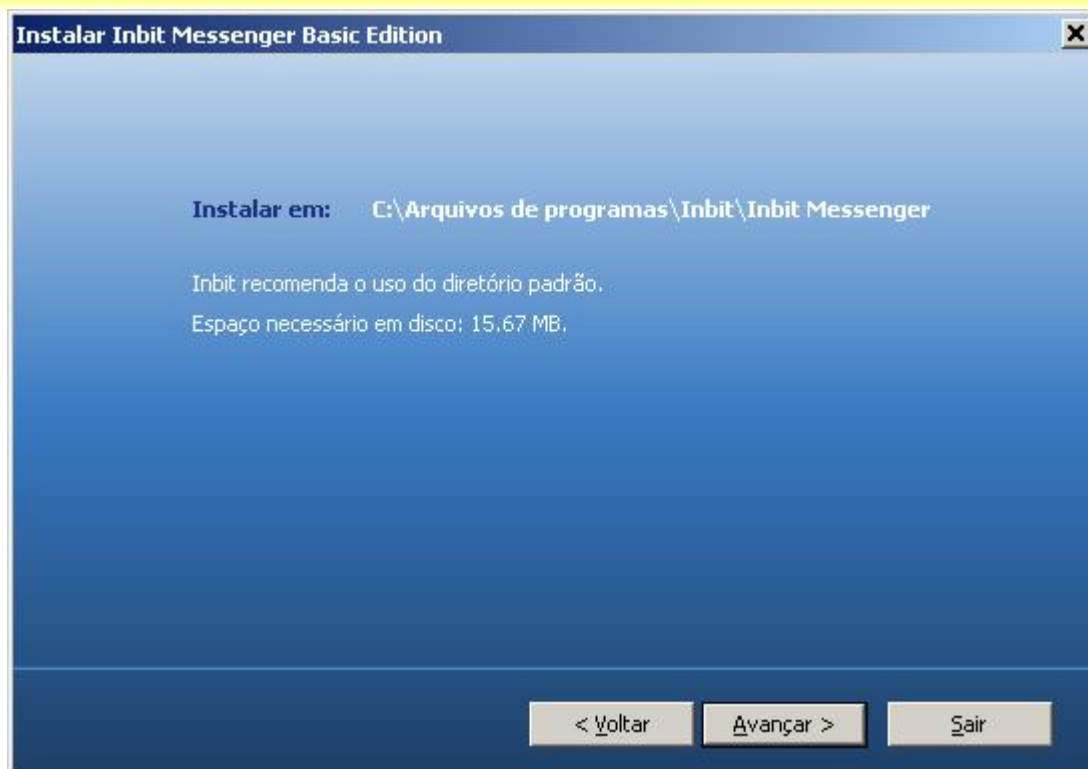 Instalar Inbit Messenger Basic Edition
Instalar em: C:\Arquivos de programas\Inbit\Inbit Messenger
Inbit recomenda o uso do diretório padrão.
Espaço necessário em disco: 15.67 MB.
< Voltar Avançar > Sair